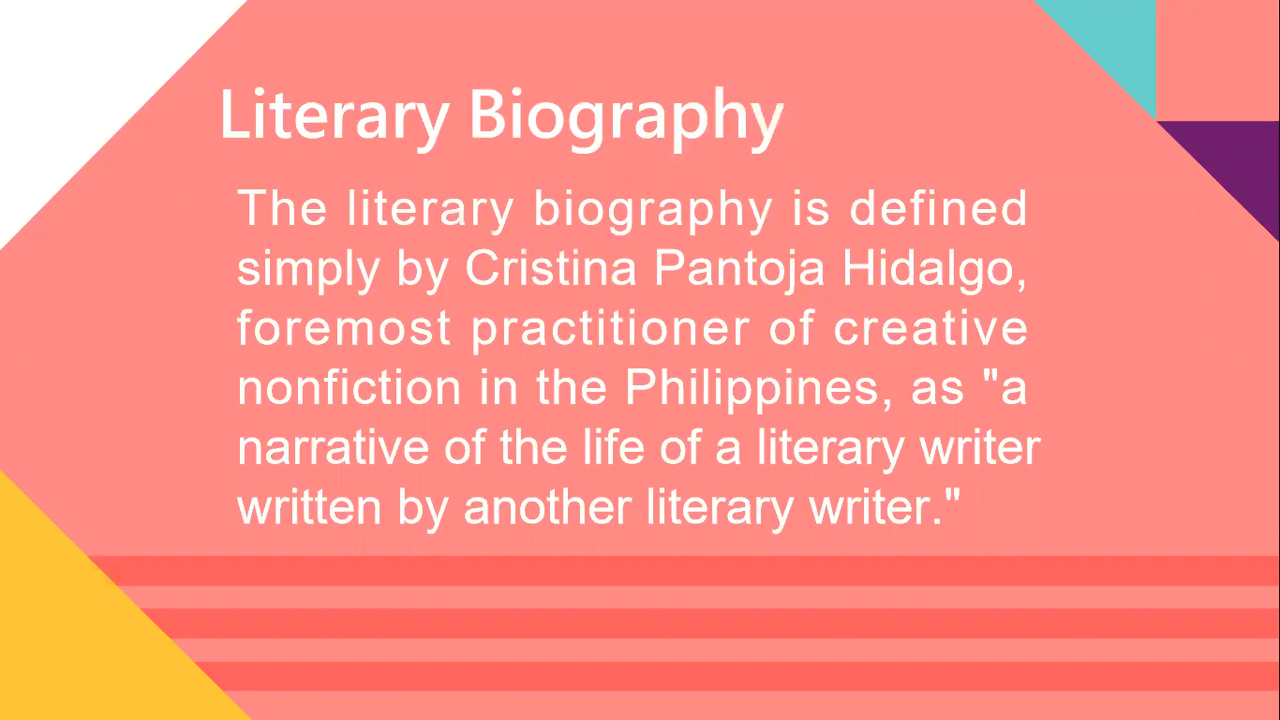 Literary Biography
The literary biography is defined
simply by Cristina Pantoja Hidalgo,
foremost practitioner of creative
nonfiction in the Philippines, as "a
narrative of the life of a literary writer
written by another literary writer."